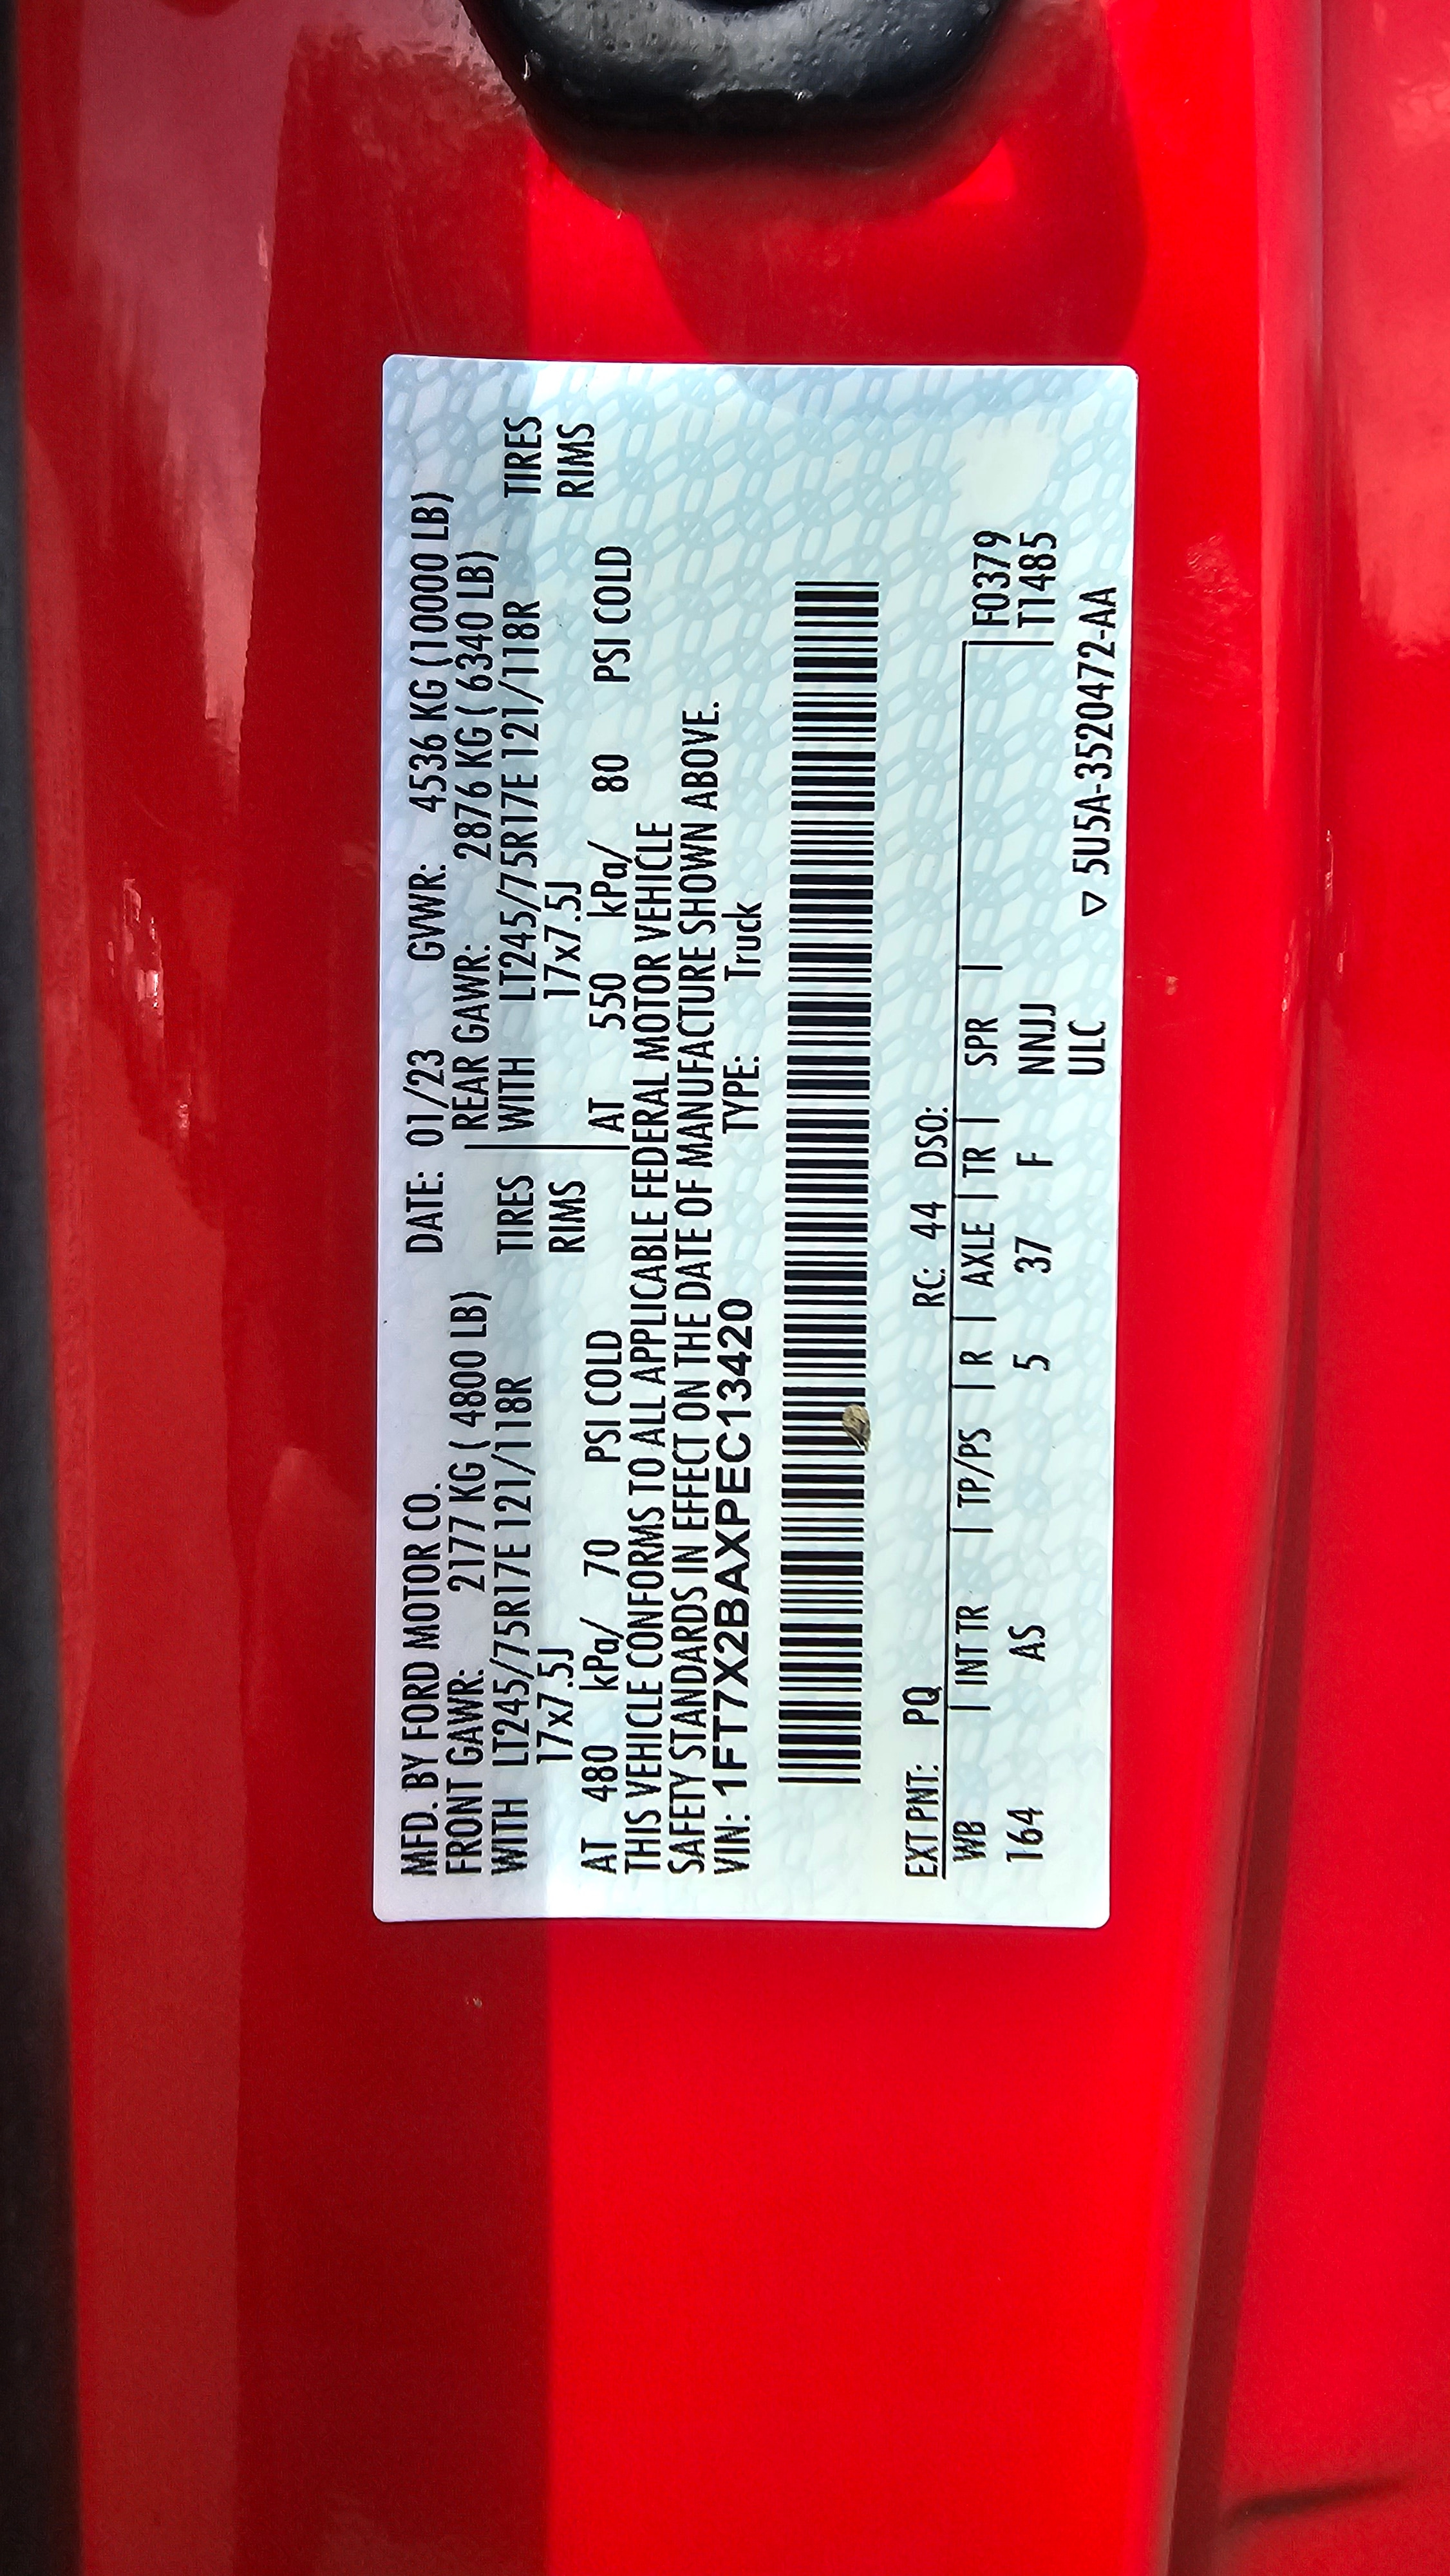 MFD. BY FORD MOTOR CO. DATE: 01/23 GVWR: 4536 KG (10000 LB)
FRONT GAWR: 2177 KG ( 4800 LB) REAR GAWR: 2876 KG ( 6340 LB)
WITH LT245/75R17E 121/118R TIRES WITH LT245/75R17E 121/118R TIRES
17x7.5J RIMS 17x7.5J RIMS
AT 480 kPa/ 70 PSI COLD AT 550 kPa/ 80 PSI COLD
THIS VEHICLE CONFORMS TO ALL APPLICABLE FEDERAL MOTOR VEHICLE
SAFETY STANDARDS IN EFFECT ON THE DATE OF MANUFACTURE SHOWN ABOVE.
VIN: 1FT7X2BAXPEC13420 TYPE: Truck
EXT PNT: PQ RC: 44 DSO:
WB | INT TR | TP/PS | R | AXLE | TR | SPR | F0379
164 AS 5 37 F NNJJ T1485
ULC ▽ 5U5A-3520472-AA